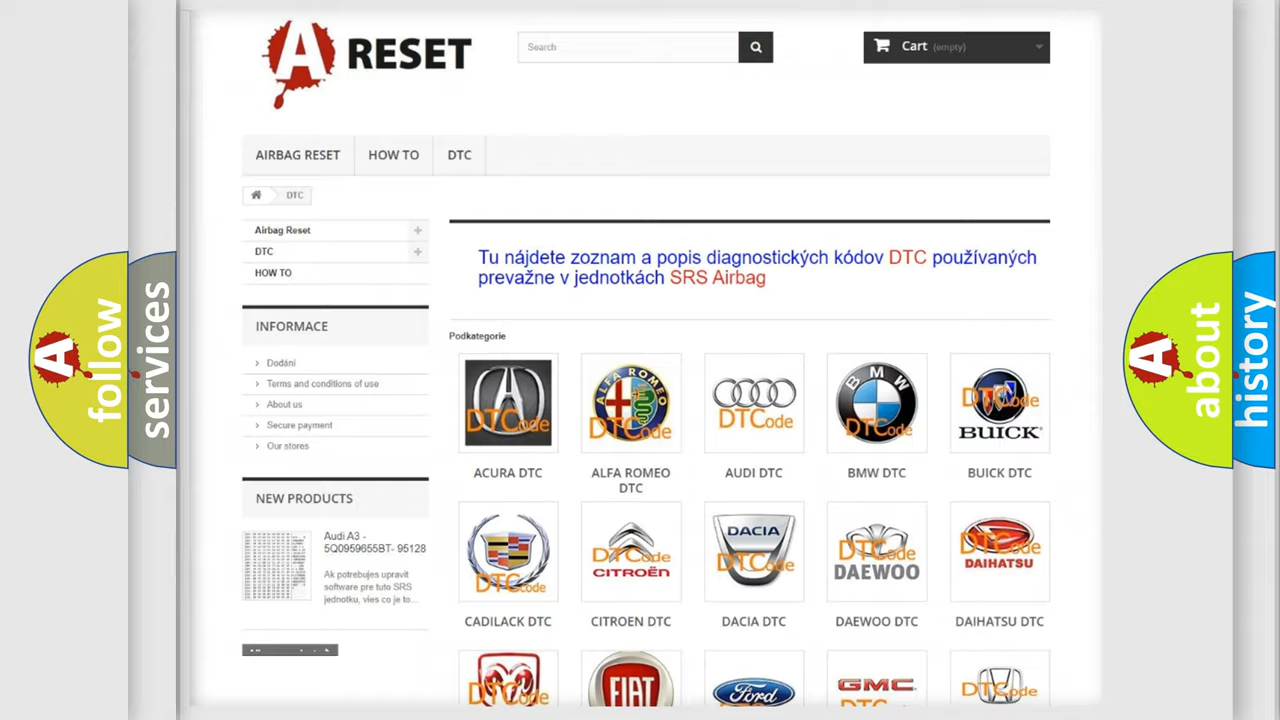 A RESET
Search
Cart (empty)
AIRBAG RESET
HOW TO
DTC
DTC
Airbag Reset
DTC
HOW TO
INFORMACE
Dodání
Terms and conditions of use
About us
Secure payment
Our stores
NEW PRODUCTS
Audi A3 -
5Q0959655BT- 95128
Ak potrebujes upravit
software pre tuto SRS
jednotku, vies co je to...
Tu nájdete zoznam a popis diagnostických kódov DTC používaných
prevažne v jednotkách SRS Airbag
Podkategorie
DTCode
ALFA ROMEO
DTCode
DTCode
BMW
DTCode
DTCode
BUICK
ACURA DTC
ALFA ROMEO
DTC
AUDI DTC
BMW DTC
BUICK DTC
DTCode
DTCode
CITROËN
DACIA
DTCode
DTCode
DAEWOO
DTCode
DAIHATSU
CADILACK DTC
CITROEN DTC
DACIA DTC
DAEWOO DTC
DAIHATSU DTC
DTCode
FIAT
Ford
GMC
DTCode
A follow
services
A about
history